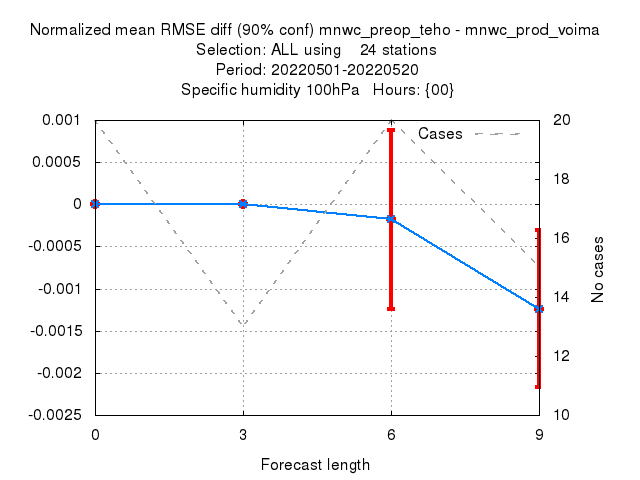 Normalized mean RMSE diff (90% conf) mnwc_preop_teho - mnwc_prod_voima
Selection: ALL using 24 stations
Period: 20220501-20220520
Specific humidity 100hPa Hours: {00}
0.001
0.0005
0
-0.0005
-0.001
-0.0015
-0.002
-0.0025
Cases
20
18
16
14
12
10
No cases
0 3 6 9
Forecast length